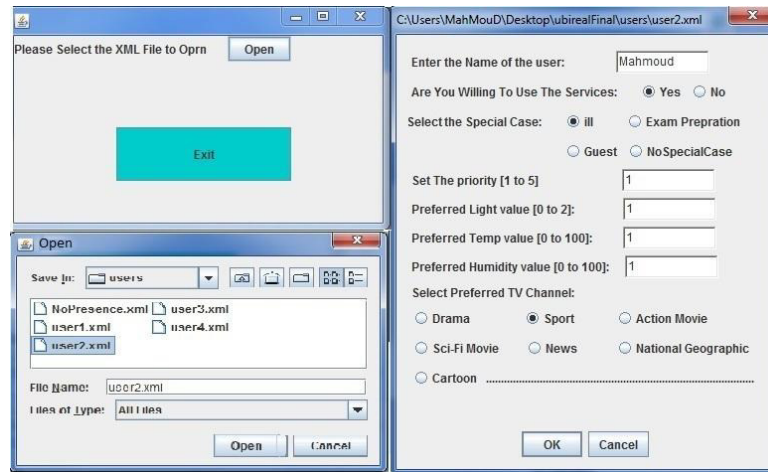 Please Select the XML File to Oprn Open
Exit
Open
Save In: users
NoPresence.xml user3.xml
user1.xml user4.xml
user2.xml
File Name: user2.xml
Files of Type: All Files
Open Cancel
C:\Users\MahMouD\Desktop\ubirealFinal\users\user2.xml
Enter the Name of the user: Mahmoud
Are You Willing To Use The Services: Yes No
Select the Special Case: ill Exam Prepration
Guest NoSpecialCase
Set The priority [1 to 5] 1
Preferred Light value [0 to 2]: 1
Preferred Temp value [0 to 100]: 1
Preferred Humidity value [0 to 100]: 1
Select Preferred TV Channel:
Drama Sport Action Movie
Sci-Fi Movie News National Geographic
Cartoon ................................................................................
OK Cancel